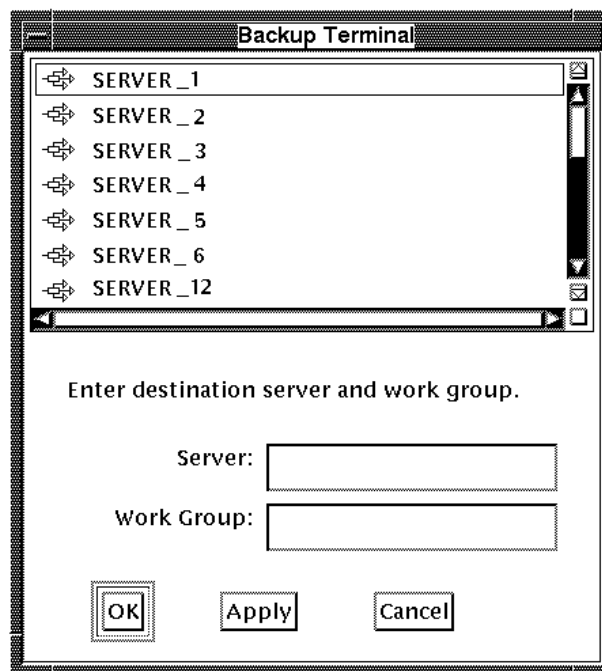 Backup Terminal
SERVER_1
SERVER_2
SERVER_3
SERVER_4
SERVER_5
SERVER_6
SERVER_12
Enter destination server and work group.
Server:
Work Group:
OK Apply Cancel